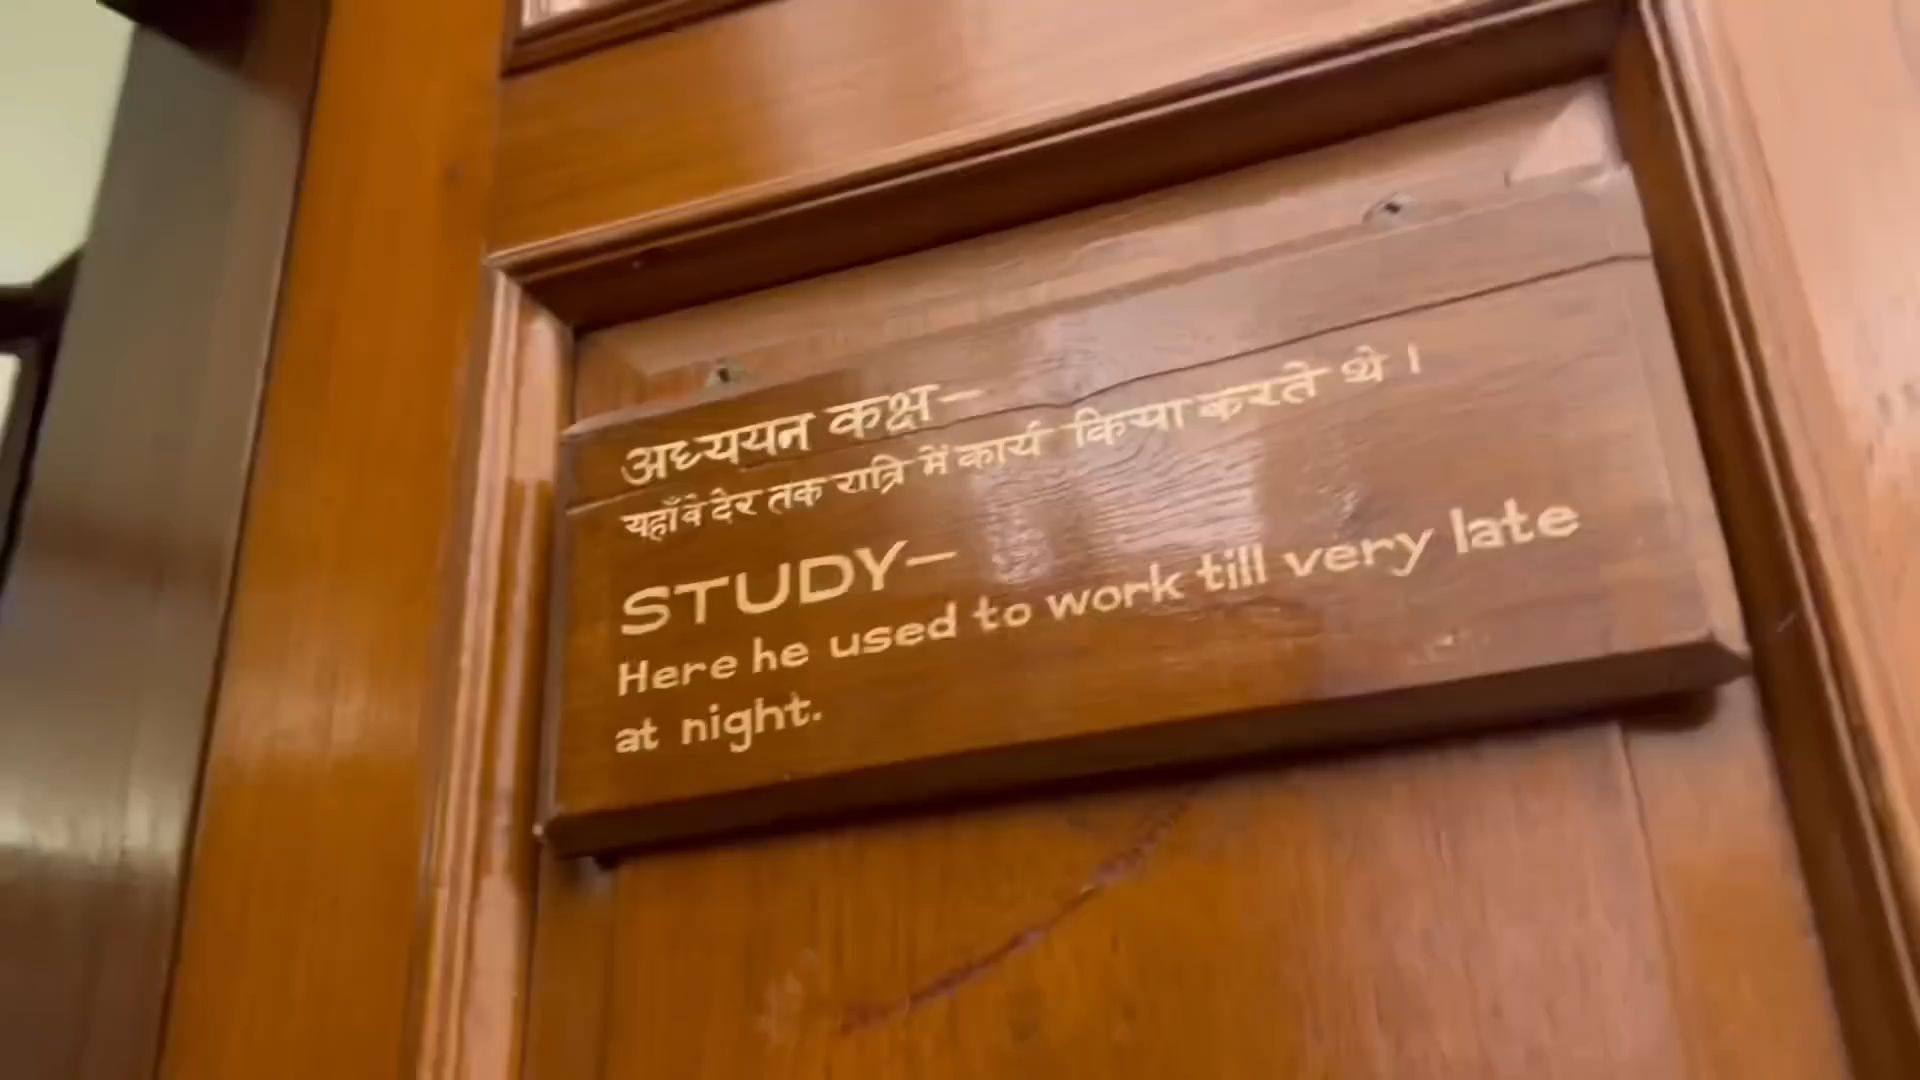 अध्ययन कक्ष–
यहाँ वे देर तक रात्रि में कार्य किया करते थे।
STUDY–
Here he used to work till very late
at night.